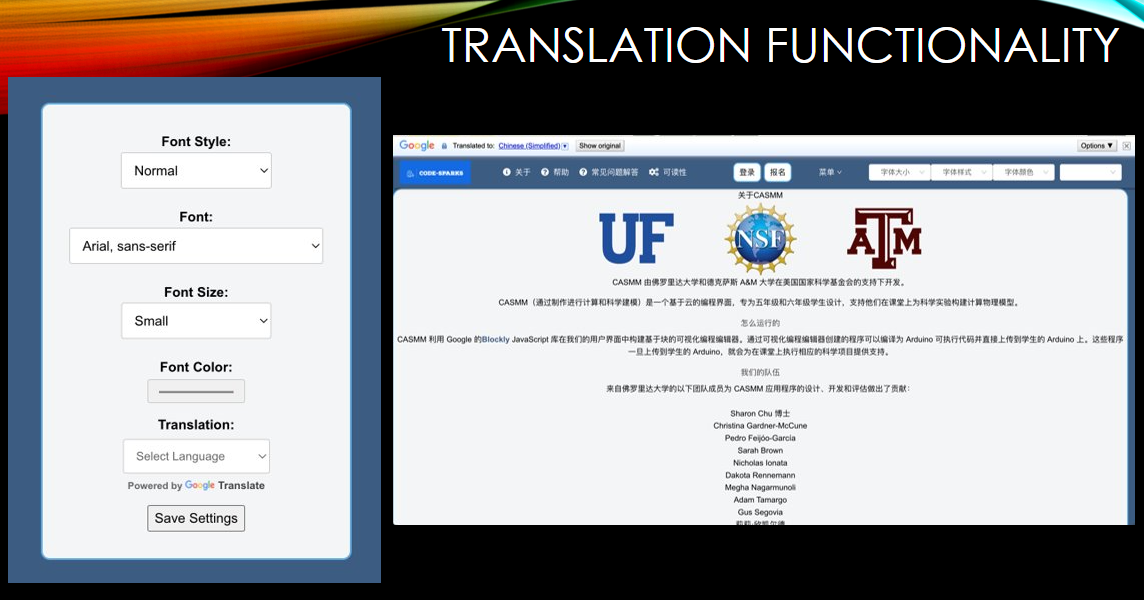 TRANSLATION FUNCTIONALITY
Font Style:
Normal
Font:
Arial, sans-serif
Font Size:
Small
Font Color:
Translation:
Select Language
Powered by Google Translate
Save Settings
Google Translated to: Chinese (Simplified) Show original Options ▼
CODE-SPARKS 关于 帮助 常见问题解答 可读性 登录 报名 菜单 字体大小 字体样式 字体颜色
关于CASMM
UF NSF ATM
CASMM 由佛罗里达大学和德克萨斯 A&M 大学在美国国家科学基金会的支持下开发。
CASMM（通过制作进行计算和科学建模）是一个基于云的编程界面，专为五年级和六年级学生设计，支持他们在课堂上为科学实验构建计算物理模型。
怎么运行的
CASMM 利用 Google 的Blockly JavaScript 库在我们的用户界面中构建基于块的可视化编程编辑器。通过可视化编程编辑器创建的程序可以编译为 Arduino 可执行代码并直接上传到学生的 Arduino 上。这些程序
一旦上传到学生的 Arduino，就会为在课堂上执行相应的科学项目提供支持。
我们的队伍
来自佛罗里达大学的以下团队成员为 CASMM 应用程序的设计、开发和评估做出了贡献：
Sharon Chu 博士
Christina Gardner-McCune
Pedro Feijóo-García
Sarah Brown
Nicholas Ionata
Dakota Rennemann
Megha Nagarmunoli
Adam Tamargo
Gus Segovia